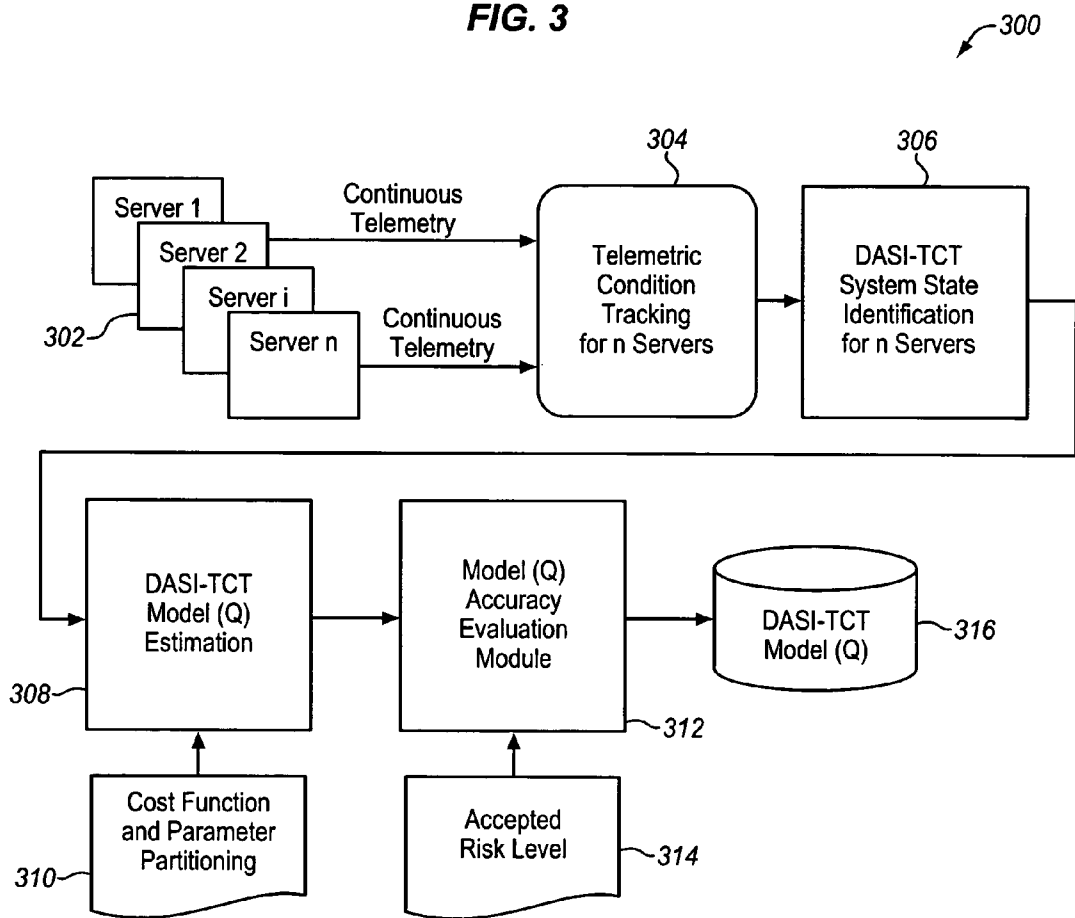 FIG. 3
300
304
306
Server 1
Server 2
Server i
Server n
302
Continuous
Telemetry
Continuous
Telemetry
Telemetric
Condition
Tracking
for n Servers
DASI-TCT
System State
Identification
for n Servers
DASI-TCT
Model (Q)
Estimation
308
Model (Q)
Accuracy
Evaluation
Module
312
DASI-TCT
Model (Q)
316
Cost Function
and Parameter
Partitioning
310
Accepted
Risk Level
314